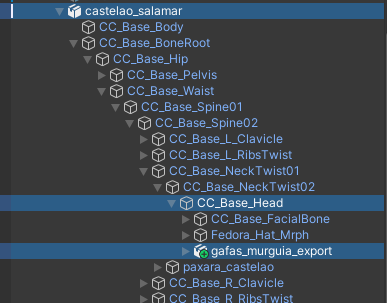 castelao_salamar
CC_Base_Body
CC_Base_BoneRoot
CC_Base_Hip
CC_Base_Pelvis
CC_Base_Waist
CC_Base_Spine01
CC_Base_Spine02
CC_Base_L_Clavicle
CC_Base_L_RibsTwist
CC_Base_NeckTwist01
CC_Base_NeckTwist02
CC_Base_Head
CC_Base_FacialBone
Fedora_Hat_Mrph
gafas_murguia_export
paxara_castelao
CC_Base_R_Clavicle
CC_Base_R_RibsTwist